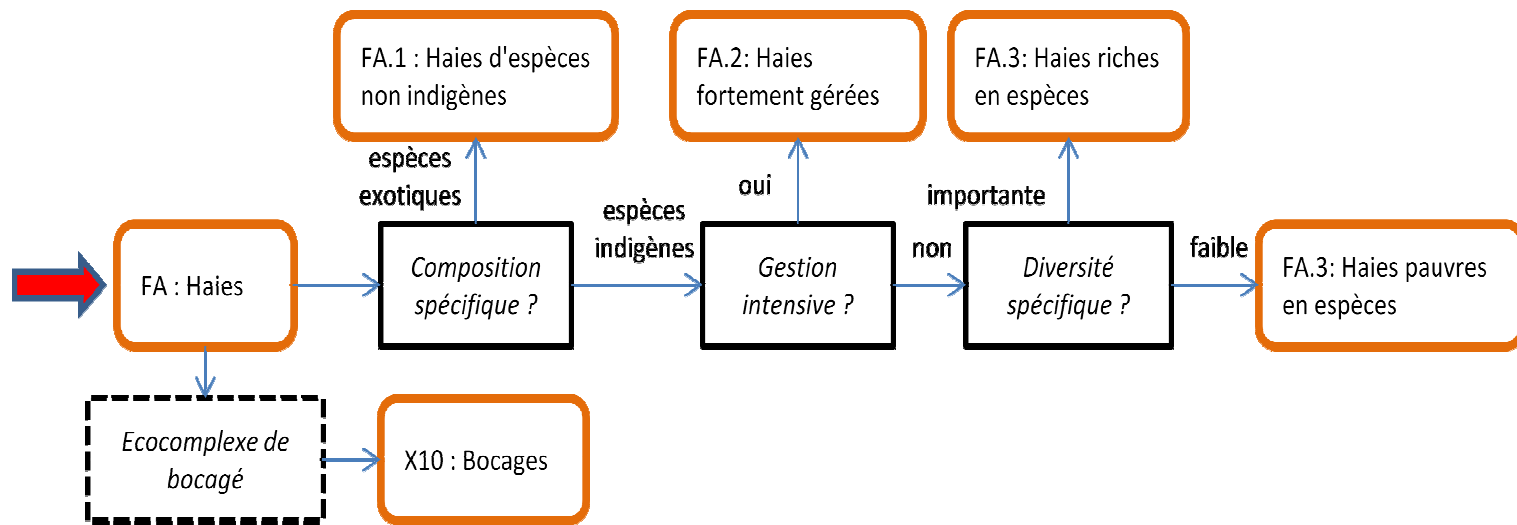 FA.1 : Haies d'espèces
non indigènes
FA.2: Haies
fortement gérées
FA.3: Haies riches
en espèces
espèces
exotiques
oui
importante
FA : Haies
Composition
spécifique ?
espèces
indigènes
Gestion
intensive ?
non
Diversité
spécifique ?
faible
FA.3: Haies pauvres
en espèces
Ecocomplexe de
bocagé
X10 : Bocages